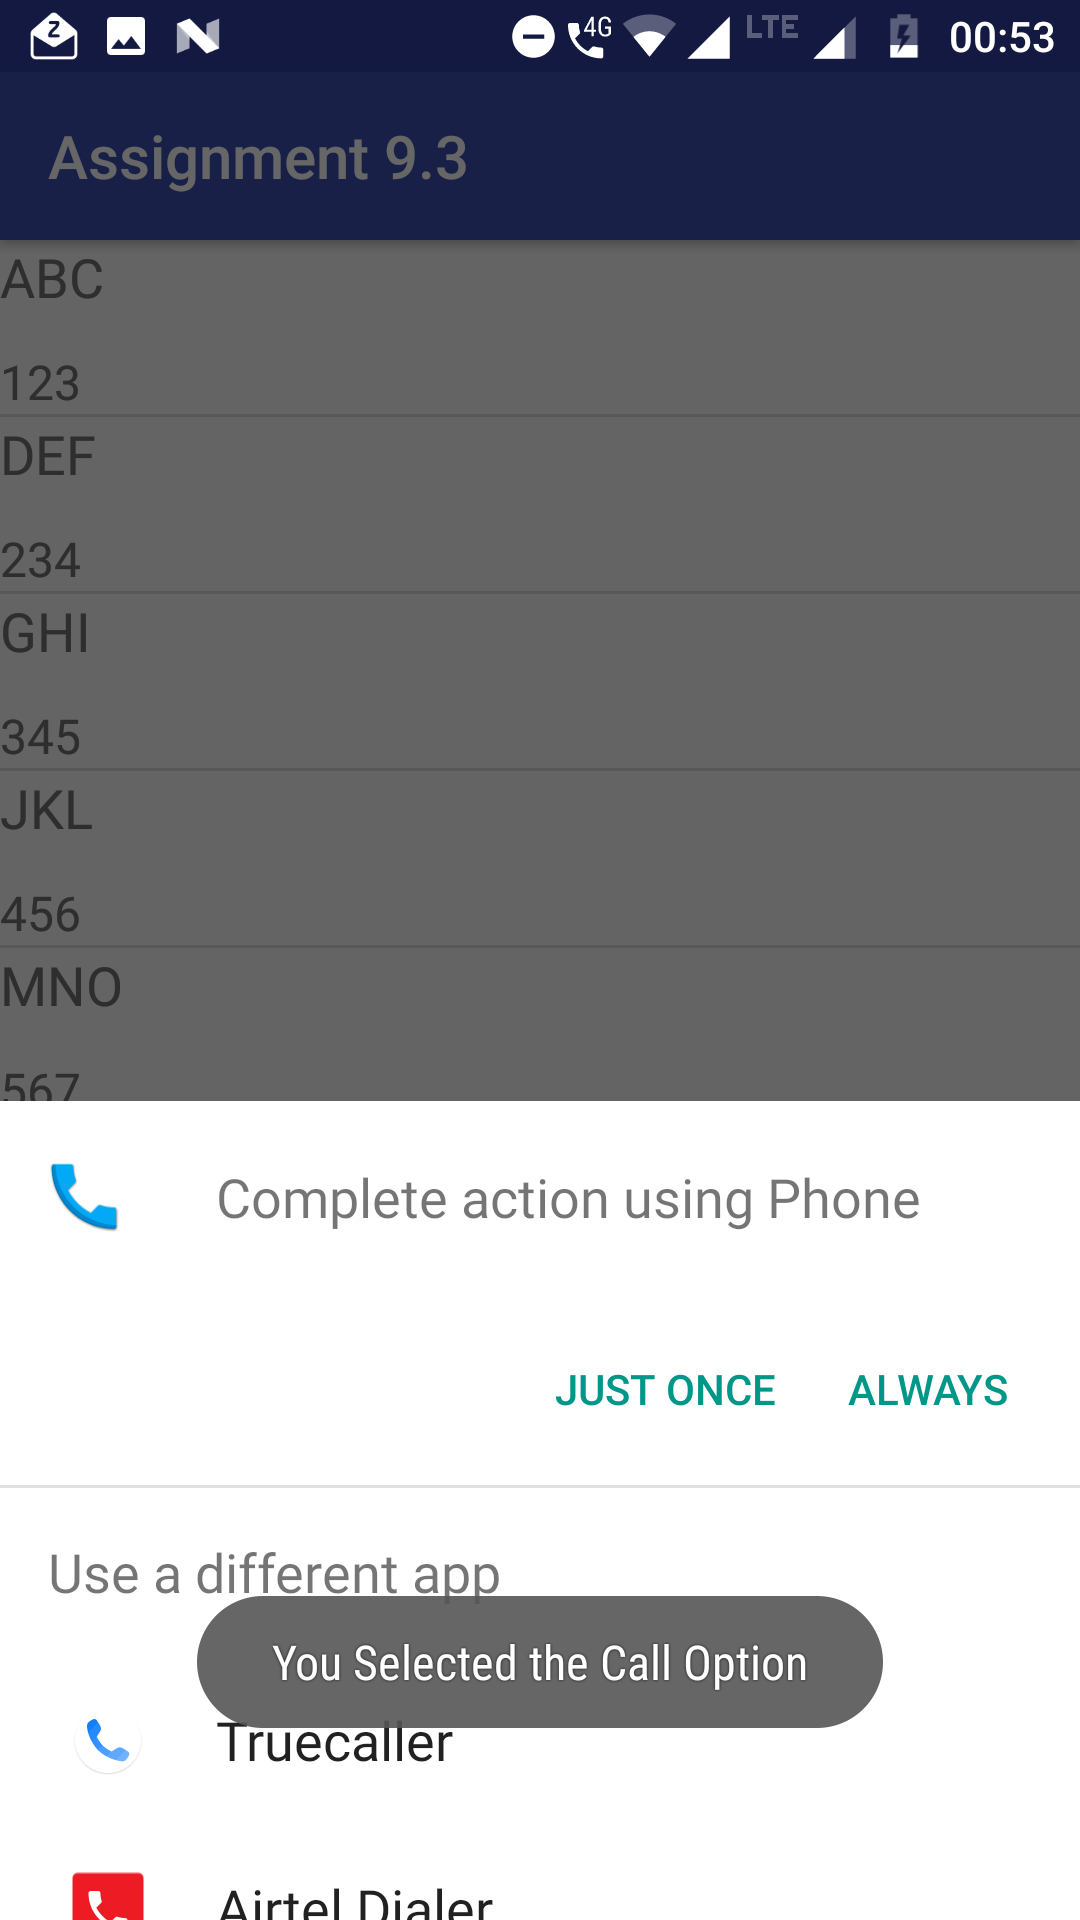 Z
4G
LTE
00:53
Assignment 9.3
ABC
123
DEF
234
GHI
345
JKL
456
MNO
567
Complete action using Phone
JUST ONCE ALWAYS
Use a different app
You Selected the Call Option
Truecaller
Airtel Dialer